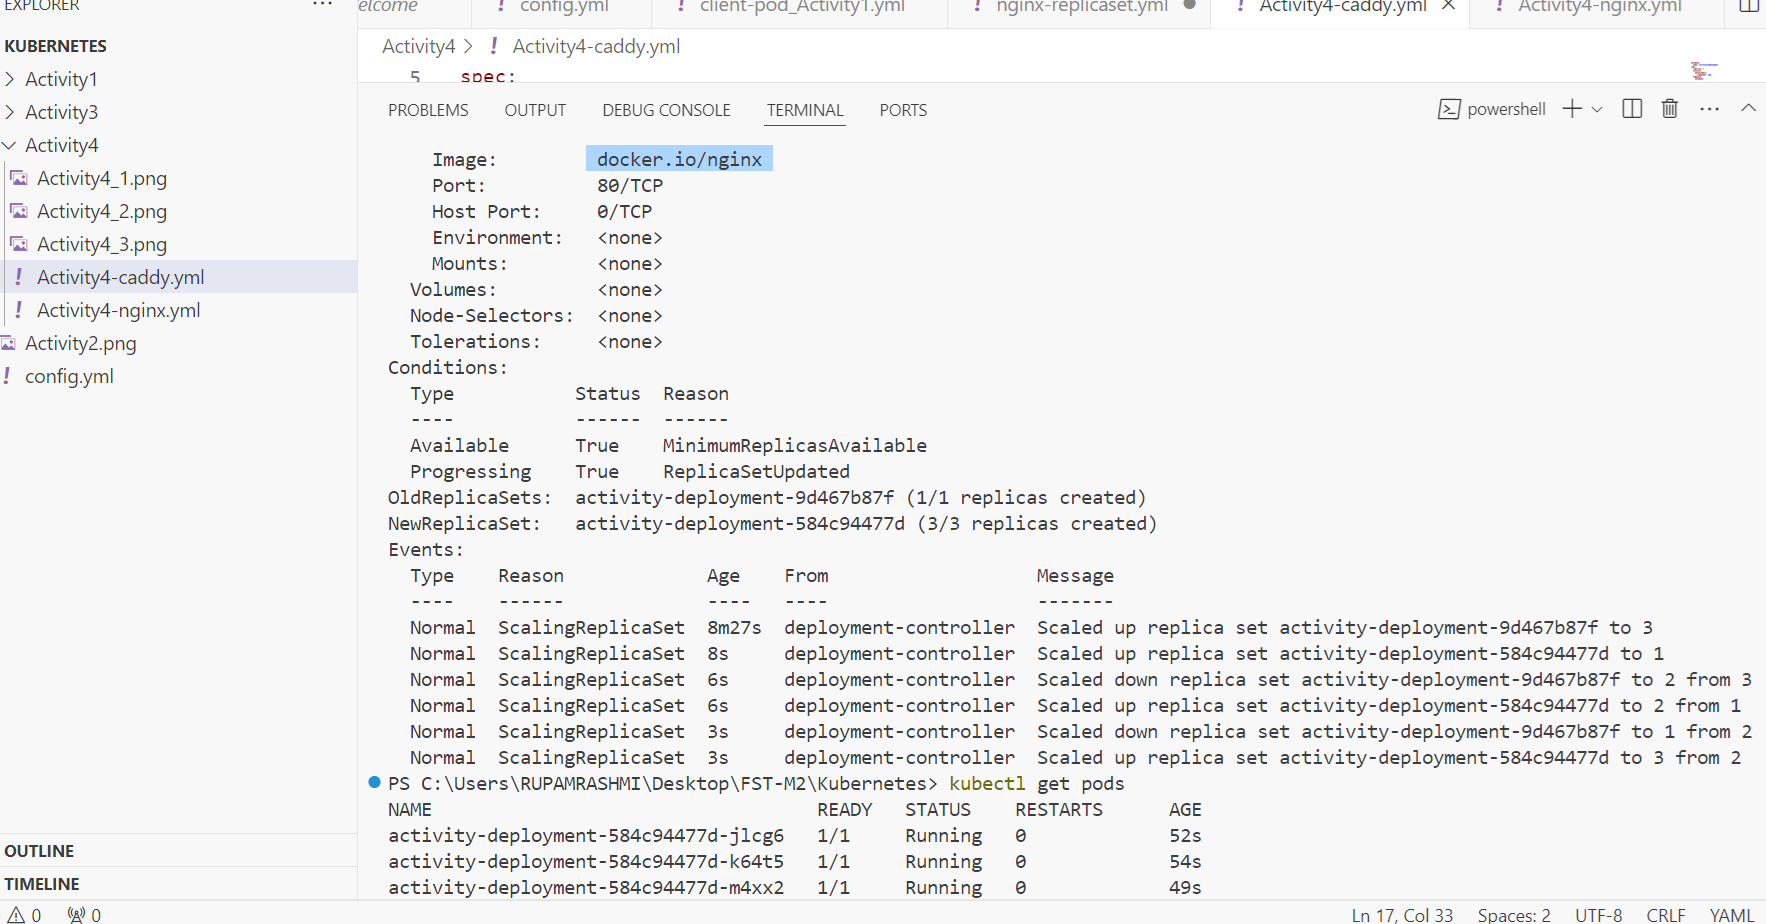 EXPLORER
···
KUBERNETES
Activity1
Activity3
Activity4
Activity4_1.png
Activity4_2.png
Activity4_3.png
! Activity4-caddy.yml
! Activity4-nginx.yml
Activity2.png
! config.yml
OUTLINE
TIMELINE
elcome
! config.yml
! client-pod_Activity1.yml
! nginx-replicaset.yml
! Activity4-caddy.yml
! Activity4-nginx.yml
Activity4 > ! Activity4-caddy.yml
5 spec:
PROBLEMS OUTPUT DEBUG CONSOLE TERMINAL PORTS
powershell
Image: docker.io/nginx
Port: 80/TCP
Host Port: 0/TCP
Environment: <none>
Mounts: <none>
Volumes: <none>
Node-Selectors: <none>
Tolerations: <none>
Conditions:
Type Status Reason
---- ------ ------
Available True MinimumReplicasAvailable
Progressing True ReplicaSetUpdated
OldReplicaSets: activity-deployment-9d467b87f (1/1 replicas created)
NewReplicaSet: activity-deployment-584c94477d (3/3 replicas created)
Events:
Type Reason Age From Message
---- ------ ---- ---- -------
Normal ScalingReplicaSet 8m27s deployment-controller Scaled up replica set activity-deployment-9d467b87f to 3
Normal ScalingReplicaSet 8s deployment-controller Scaled up replica set activity-deployment-584c94477d to 1
Normal ScalingReplicaSet 6s deployment-controller Scaled down replica set activity-deployment-9d467b87f to 2 from 3
Normal ScalingReplicaSet 6s deployment-controller Scaled up replica set activity-deployment-584c94477d to 2 from 1
Normal ScalingReplicaSet 3s deployment-controller Scaled down replica set activity-deployment-9d467b87f to 1 from 2
Normal ScalingReplicaSet 3s deployment-controller Scaled up replica set activity-deployment-584c94477d to 3 from 2
PS C:\Users\RUPAMRASHMI\Desktop\FST-M2\Kubernetes> kubectl get pods
NAME READY STATUS RESTARTS AGE
activity-deployment-584c94477d-jlcg6 1/1 Running 0 52s
activity-deployment-584c94477d-k64t5 1/1 Running 0 54s
activity-deployment-584c94477d-m4xx2 1/1 Running 0 49s
0 0
Ln 17, Col 33 Spaces: 2 UTF-8 CRLF YAML